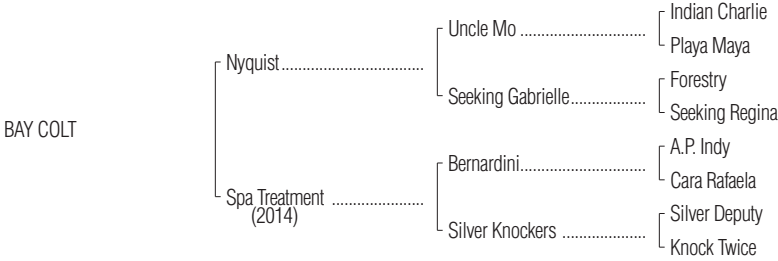 Indian Charlie
Uncle Mo ..............................
Playa Maya
Nyquist..................................
Forestry
Seeking Gabrielle..................
Seeking Regina
BAY COLT
A.P. Indy
Bernardini..............................
Cara Rafaela
Spa Treatment ......................
(2014)
Silver Deputy
Silver Knockers ....................
Knock Twice